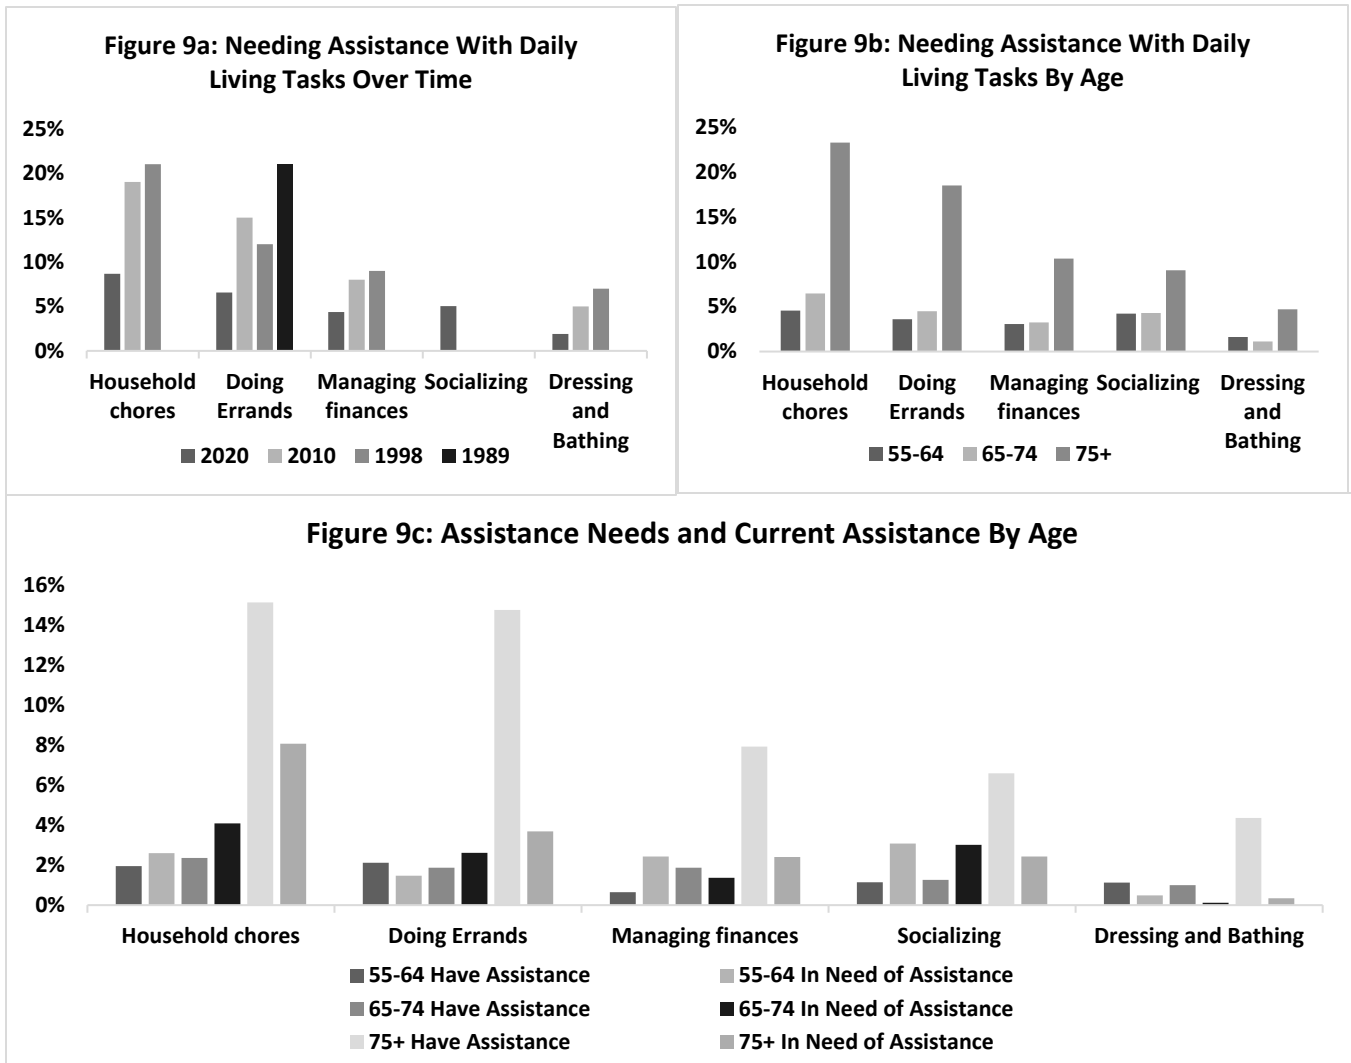 Figure 9a: Needing Assistance With Daily
Living Tasks Over Time
25%
20%
15%
10%
5%
0%
Household
chores
Doing
Errands
Managing
finances
Socializing
Dressing
and
Bathing
2020
2010
1998
1989
Figure 9b: Needing Assistance With Daily
Living Tasks By Age
25%
20%
15%
10%
5%
0%
Household
chores
Doing
Errands
Managing
finances
Socializing
Dressing
and
Bathing
55-64
65-74
75+
Figure 9c: Assistance Needs and Current Assistance By Age
16%
14%
12%
10%
8%
6%
4%
2%
0%
Household chores
Doing Errands
Managing finances
Socializing
Dressing and Bathing
55-64 Have Assistance
55-64 In Need of Assistance
65-74 Have Assistance
65-74 In Need of Assistance
75+ Have Assistance
75+ In Need of Assistance